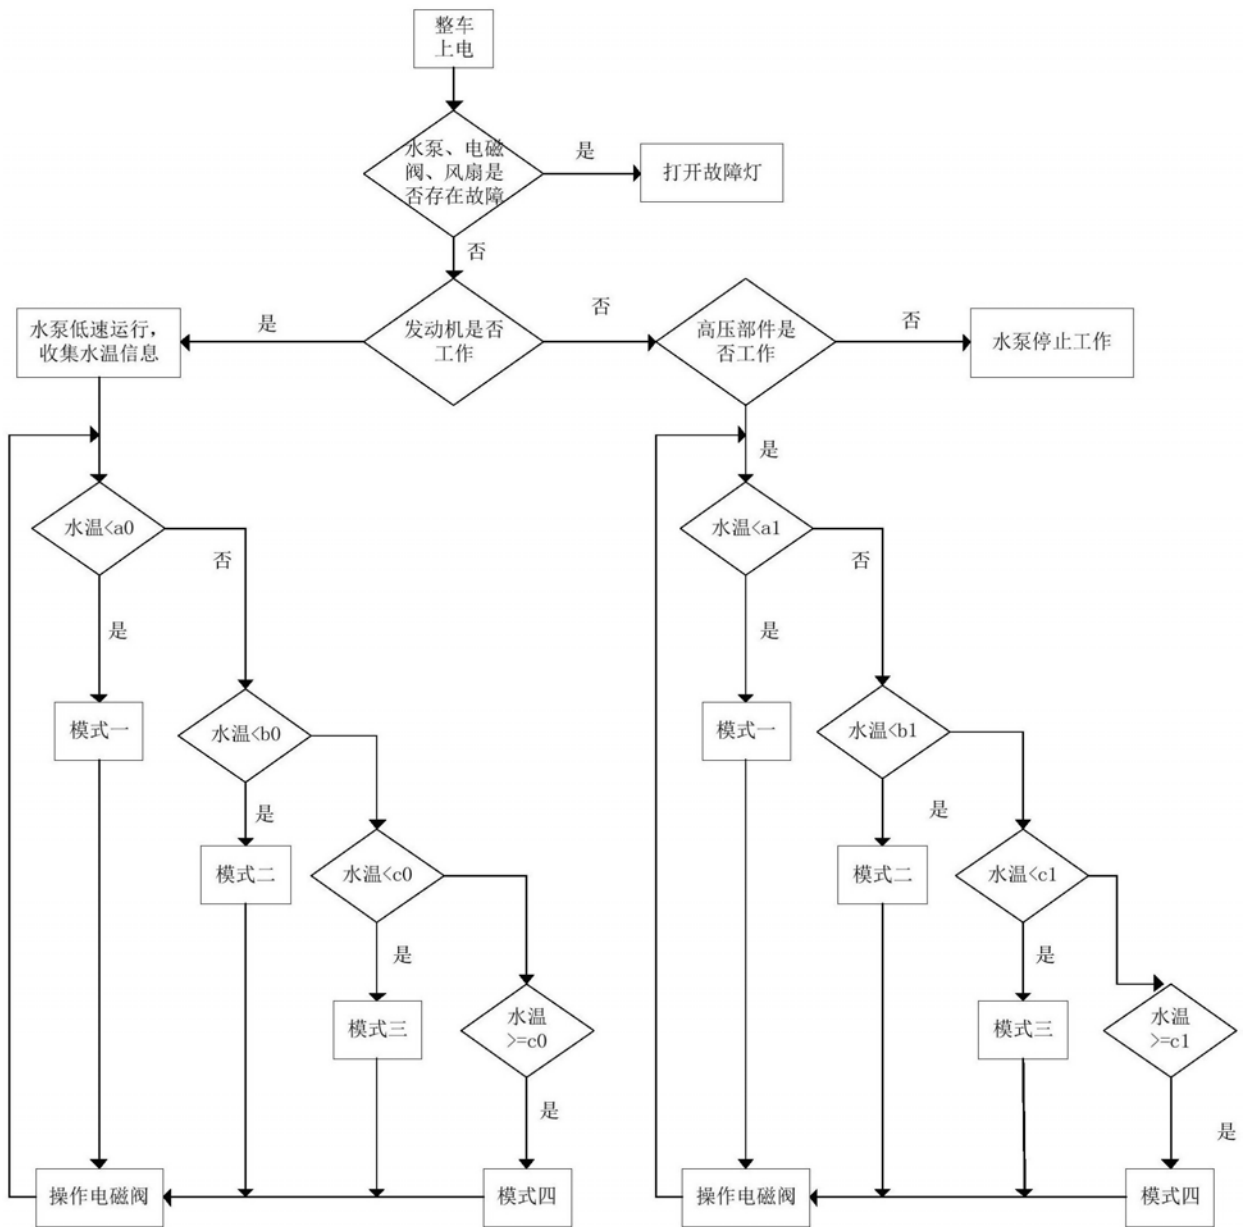 整车
上电
水泵、电磁
阀、风扇是
否存在故障
是
打开故障灯
否
水泵低速运行，
收集水温信息
是
发动机是否
工作
否
高压部件是
否工作
否
水泵停止工作
是
水温<a0
否
是
模式一
水温<b0
是
模式二
水温<c0
是
模式三
水温
>=c0
是
操作电磁阀
模式四
水温<a1
否
是
模式一
水温<b1
是
模式二
水温<c1
是
模式三
水温
>=c1
是
操作电磁阀
模式四